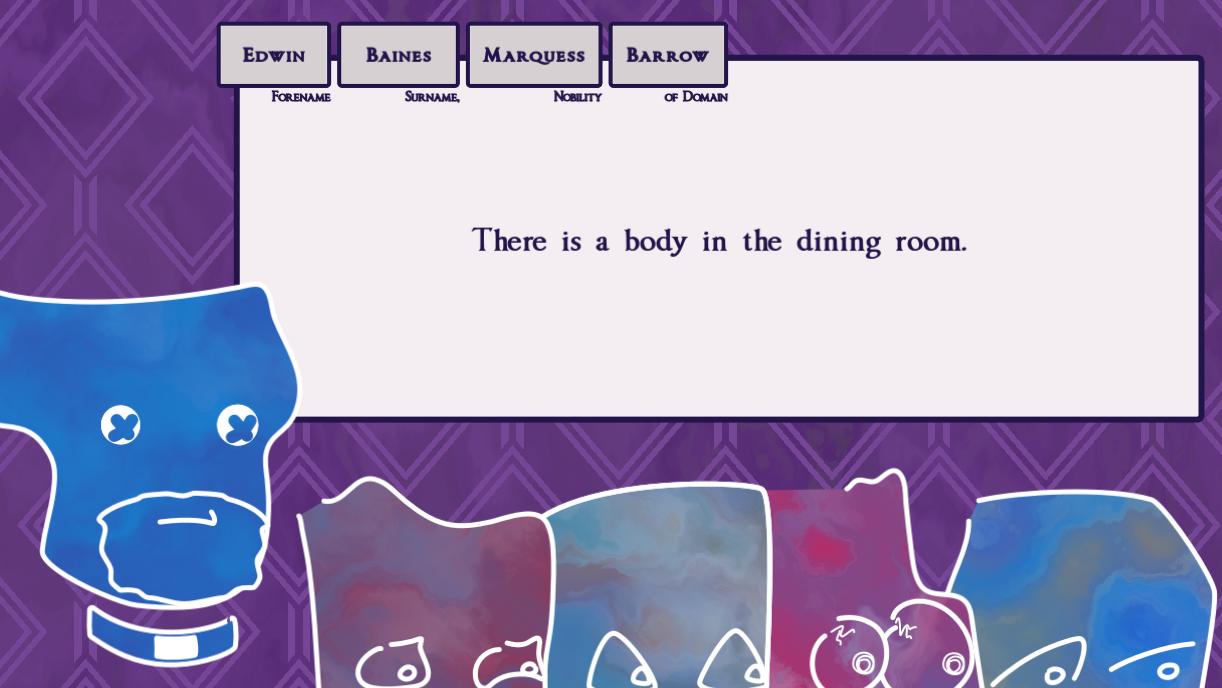 Edwin Baines Marquess Barrow
Forename Surname, Nobility of Domain
There is a body in the dining room.